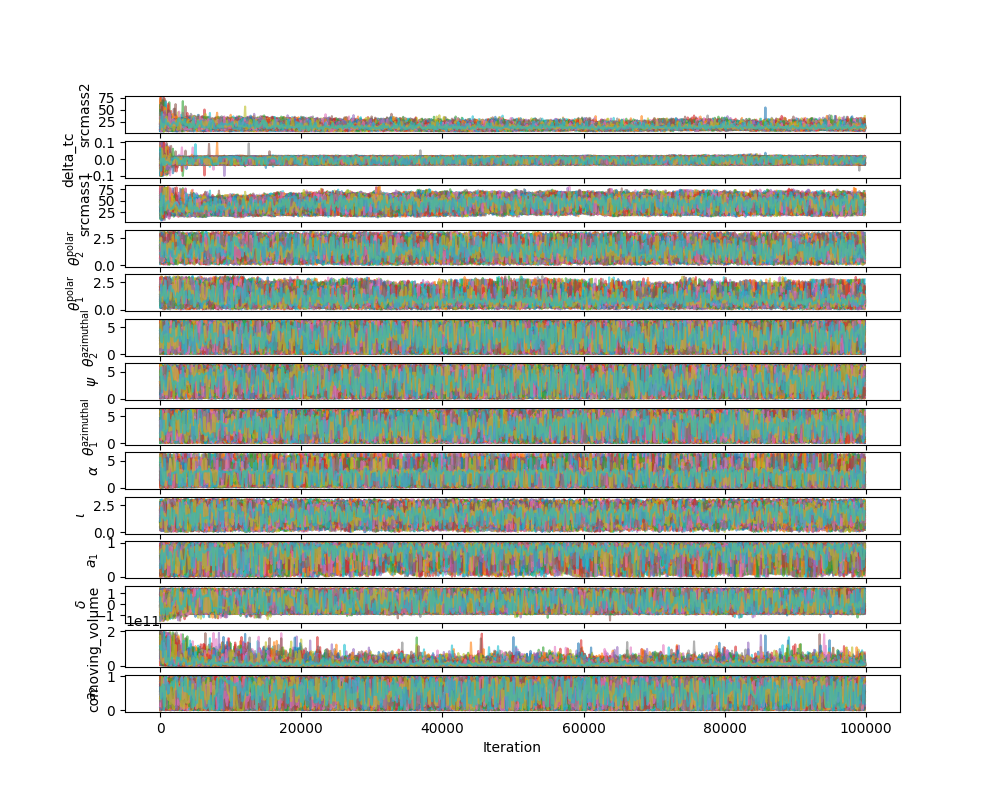 75
50
25
srcmass2
0.1
0.0
−0.1
delta_tc
75
50
25
srcmass1
2.5
0.0
θ₂^polar
2.5
0.0
θ₁^polar
5
0
θ₂^azimuthal
5
0
ψ
5
0
θ₁^azimuthal
5
0
α
2.5
0.0
ι
1
0
a₁
1
0
−1
δ
1e11
2
0
comoving_volume
1
0
0 20000 40000 60000 80000 100000
Iteration